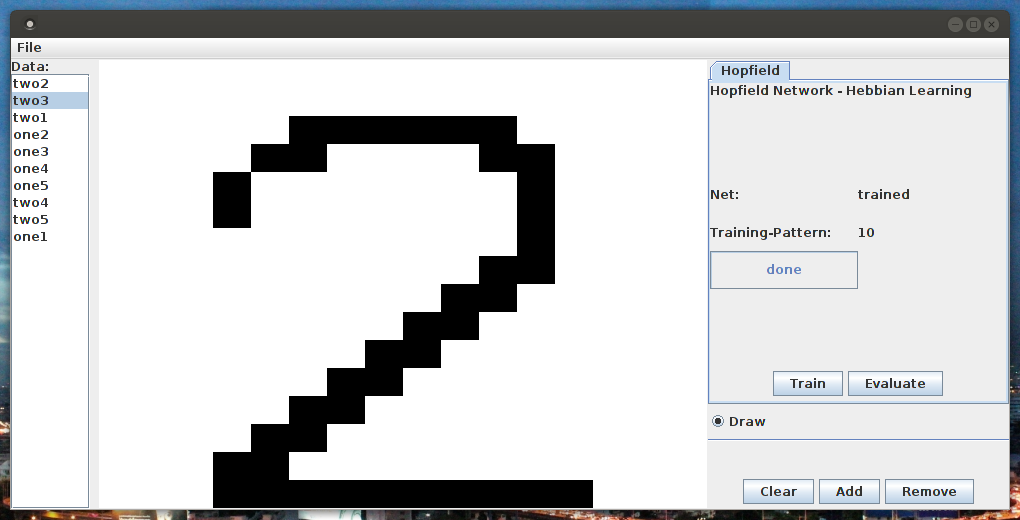 File
Data:
two2
two3
two1
one2
one3
one4
one5
two4
two5
one1
Hopfield
Hopfield Network - Hebbian Learning
Net: trained
Training-Pattern: 10
done
Train Evaluate
Draw
Clear Add Remove